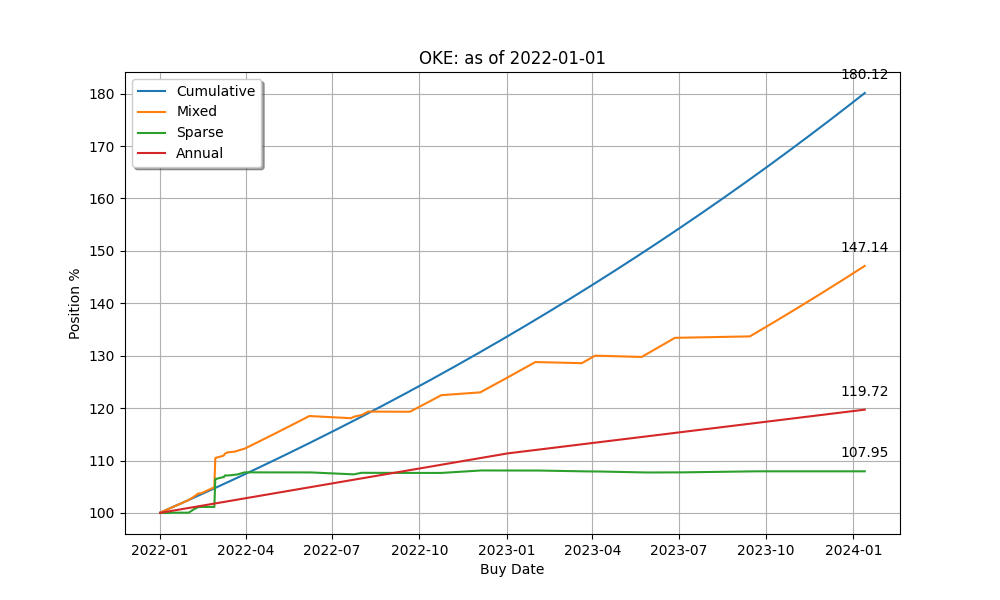 OKE: as of 2022-01-01
Cumulative
Mixed
Sparse
Annual
180.12
147.14
119.72
107.95
Position %
180
170
160
150
140
130
120
110
100
2022-01 2022-04 2022-07 2022-10 2023-01 2023-04 2023-07 2023-10 2024-01
Buy Date